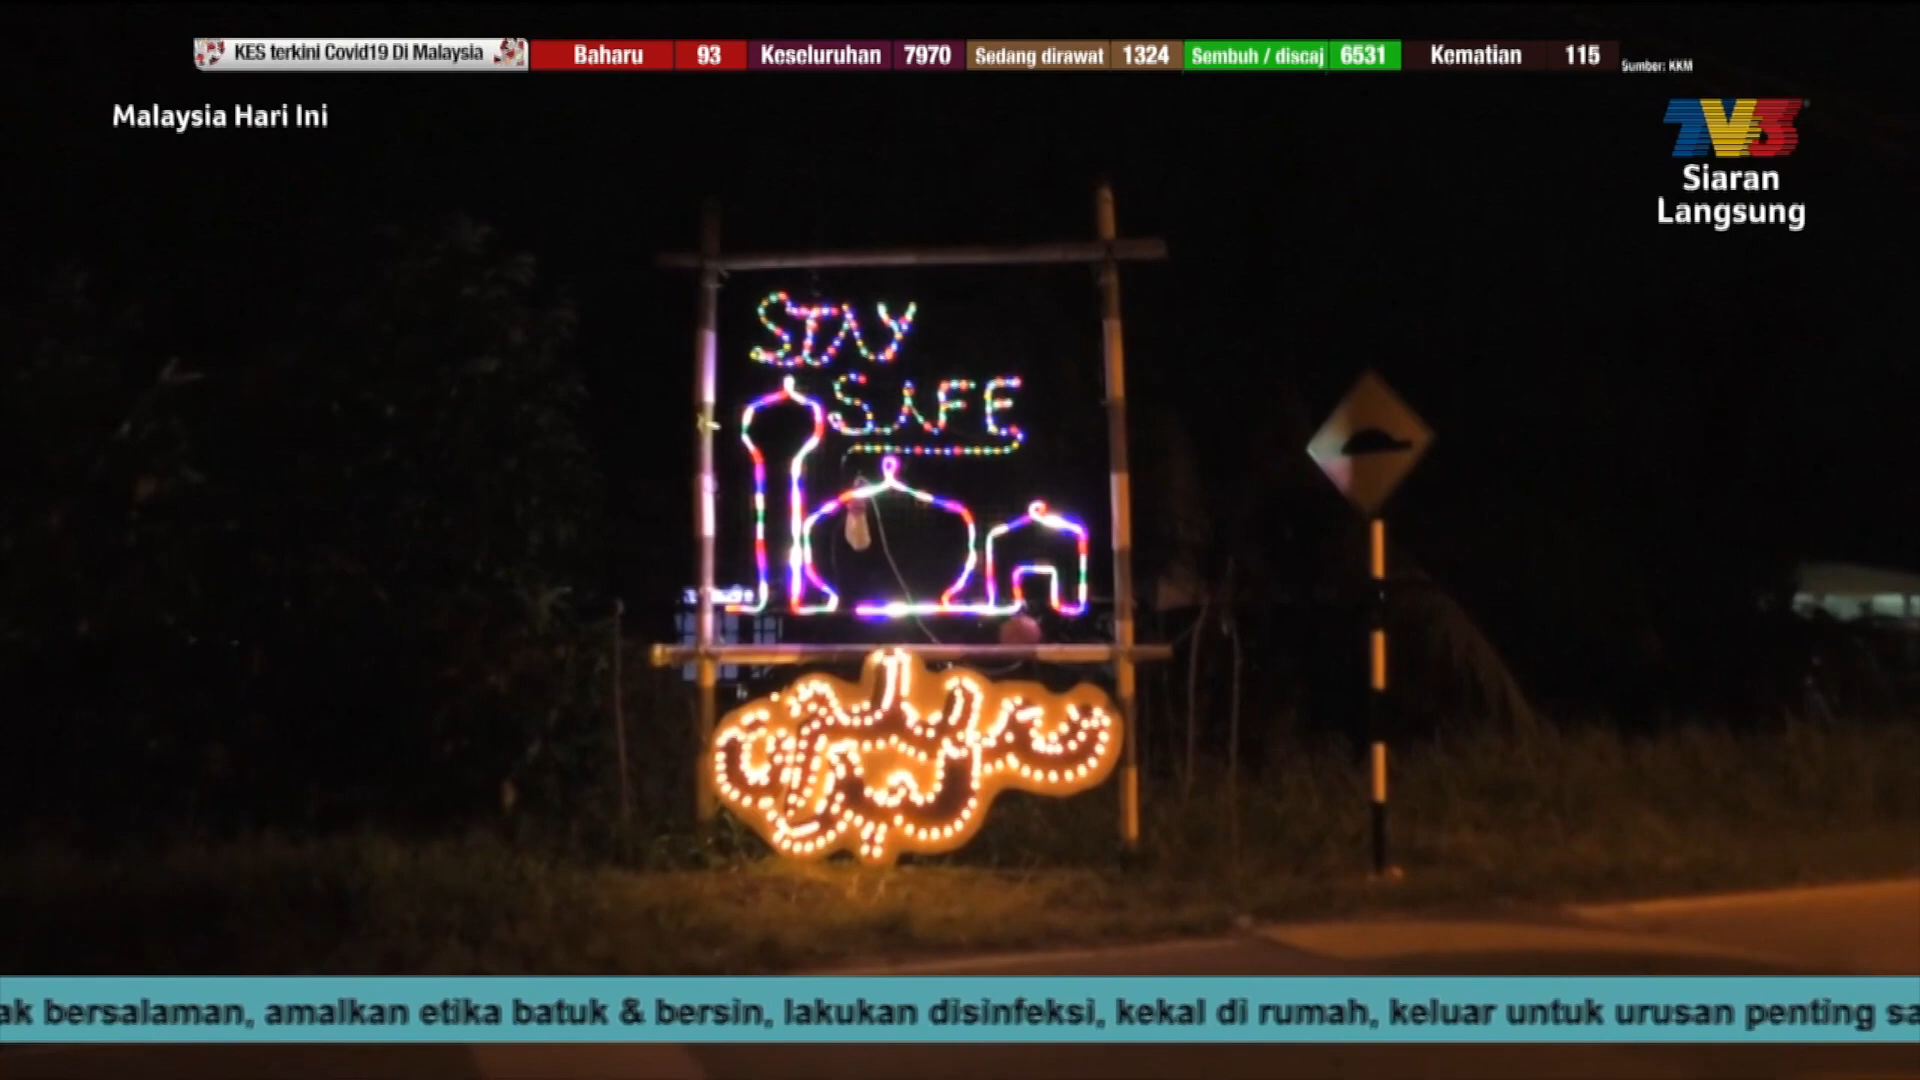 KES terkini Covid19 Di Malaysia Baharu 93 Keseluruhan 7970 Sedang dirawat 1324 Sembuh / discaj 6531 Kematian 115 Sumber: KKM
Malaysia Hari Ini
TV3
Siaran
Langsung
STAY
SAFE
ak bersalaman, amalkan etika batuk & bersin, lakukan disinfeksi, kekal di rumah, keluar untuk urusan penting sa